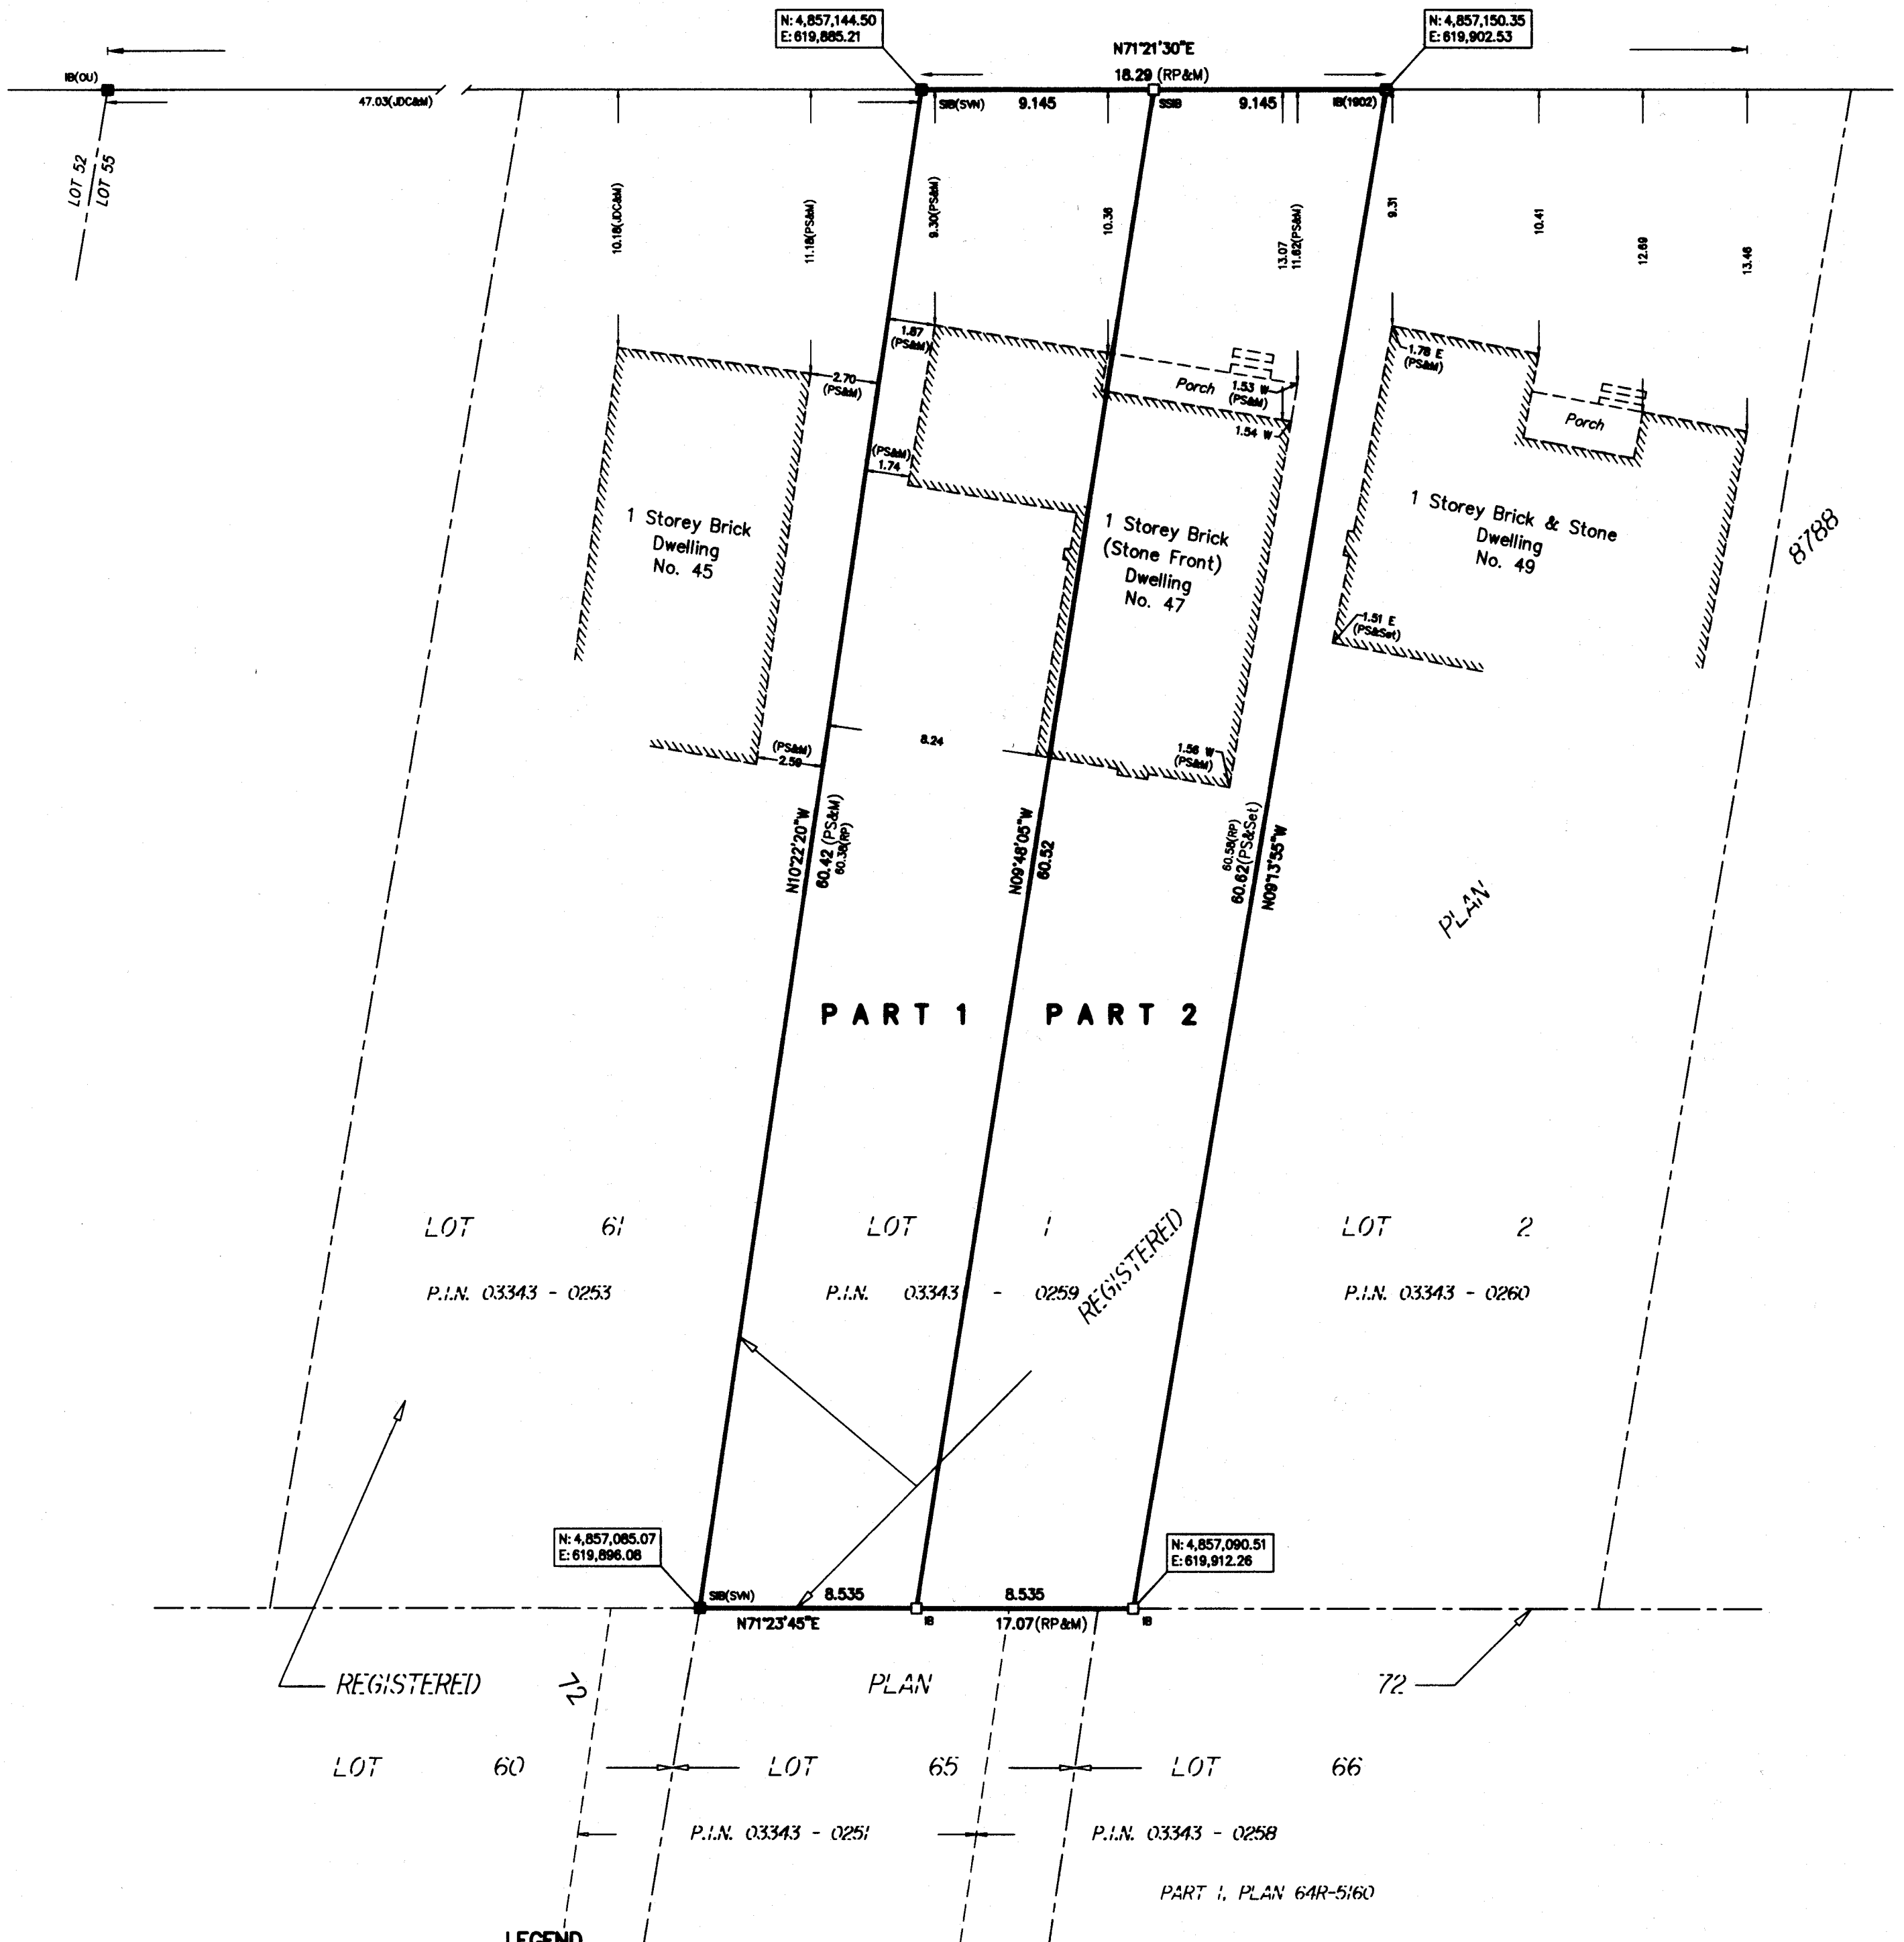 N: 4,857,144.50
E: 619,885.21
N: 4,857,150.35
E: 619,902.53
N71°21'30"E
18.29 (RP&M)
IB(OU)
47.03(JDC&M)
SIB(SVN)
9.145
SSIB
9.145
IB(1902)
LOT 52
LOT 55
10.18(JDC&M)
11.18(PS&M)
9.30(PS&M)
10.36
13.07
11.62(PS&M)
9.31
10.41
12.69
13.46
1.87
(PS&M)
2.70
(PS&M)
Porch
1.53 W
(PS&M)
1.54 W
1.78 E
(PS&M)
Porch
(PS&M)
1.74
1 Storey Brick
Dwelling
No. 45
1 Storey Brick
(Stone Front)
Dwelling
No. 47
1 Storey Brick & Stone
Dwelling
No. 49
8788
1.51 E
(PS&Set)
8.24
(PS&M)
2.59
1.56 W
(PS&M)
N10°22'20"W
60.42 (PS&M)
60.38(RP)
N09°48'05"W
60.52
60.58(RP)
60.62(PS&Set)
N09°13'55"W
PLAN
PART 1
PART 2
LOT 61
LOT 1
LOT 2
REGISTERED
P.I.N. 03343 - 0253
P.I.N. 03343 - 0259
P.I.N. 03343 - 0260
N: 4,857,085.07
E: 619,896.08
N: 4,857,090.51
E: 619,912.26
SIB(SVN)
8.535
8.535
N71°23'45"E
IB
17.07(RP&M)
IB
REGISTERED
72
PLAN
72
LOT 60
LOT 65
LOT 66
P.I.N. 03343 - 0251
P.I.N. 03343 - 0258
PART 1, PLAN 64R-5160
LEGEND